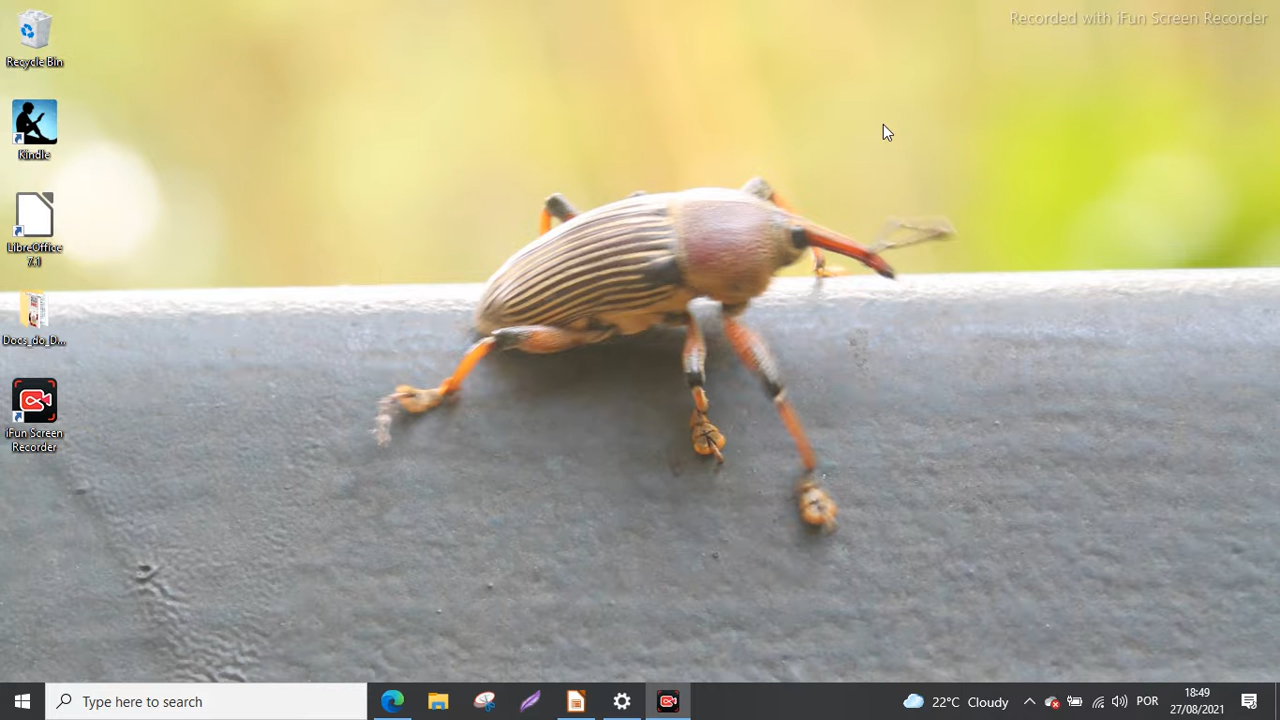 Recorded with iFun Screen Recorder
Recycle Bin
Kindle
LibreOffice
7.1
Docs_do_D...
iFun Screen
Recorder
Type here to search
22°C Cloudy
POR
18:49
27/08/2021